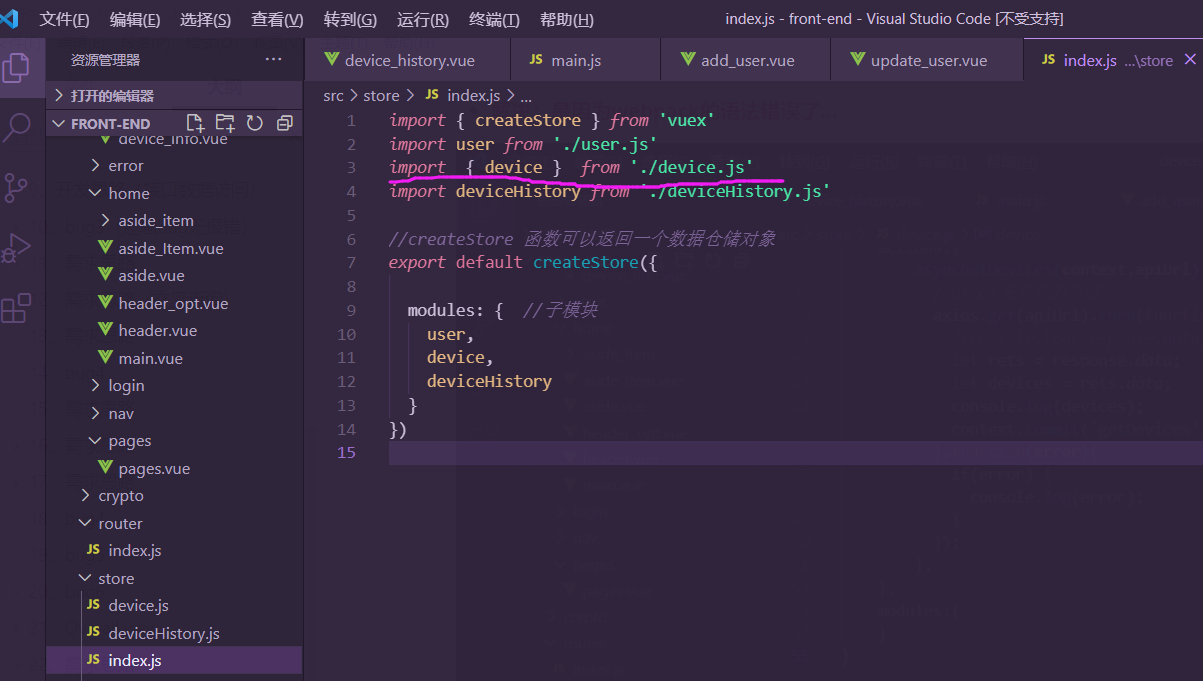 文件(F) 编辑(E) 选择(S) 查看(V) 转到(G) 运行(R) 终端(T) 帮助(H) index.js - front-end - Visual Studio Code [不受支持]
资源管理器 ...
device_history.vue JS main.js add_user.vue update_user.vue JS index.js ...\store
打开的编辑器
FRONT-END
device_info.vue
error
home
aside_item
aside_Item.vue
aside.vue
header_opt.vue
header.vue
main.vue
login
nav
pages
pages.vue
crypto
router
JS index.js
store
JS device.js
JS deviceHistory.js
JS index.js
src > store > JS index.js > ...
1 import { createStore } from 'vuex'
2 import user from './user.js'
3 import  { device }  from './device.js'
4 import deviceHistory from './deviceHistory.js'
5
6 //createStore 函数可以返回一个数据仓储对象
7 export default createStore({
8
9   modules: {  //子模块
10     user,
11     device,
12     deviceHistory
13   }
14 })
15